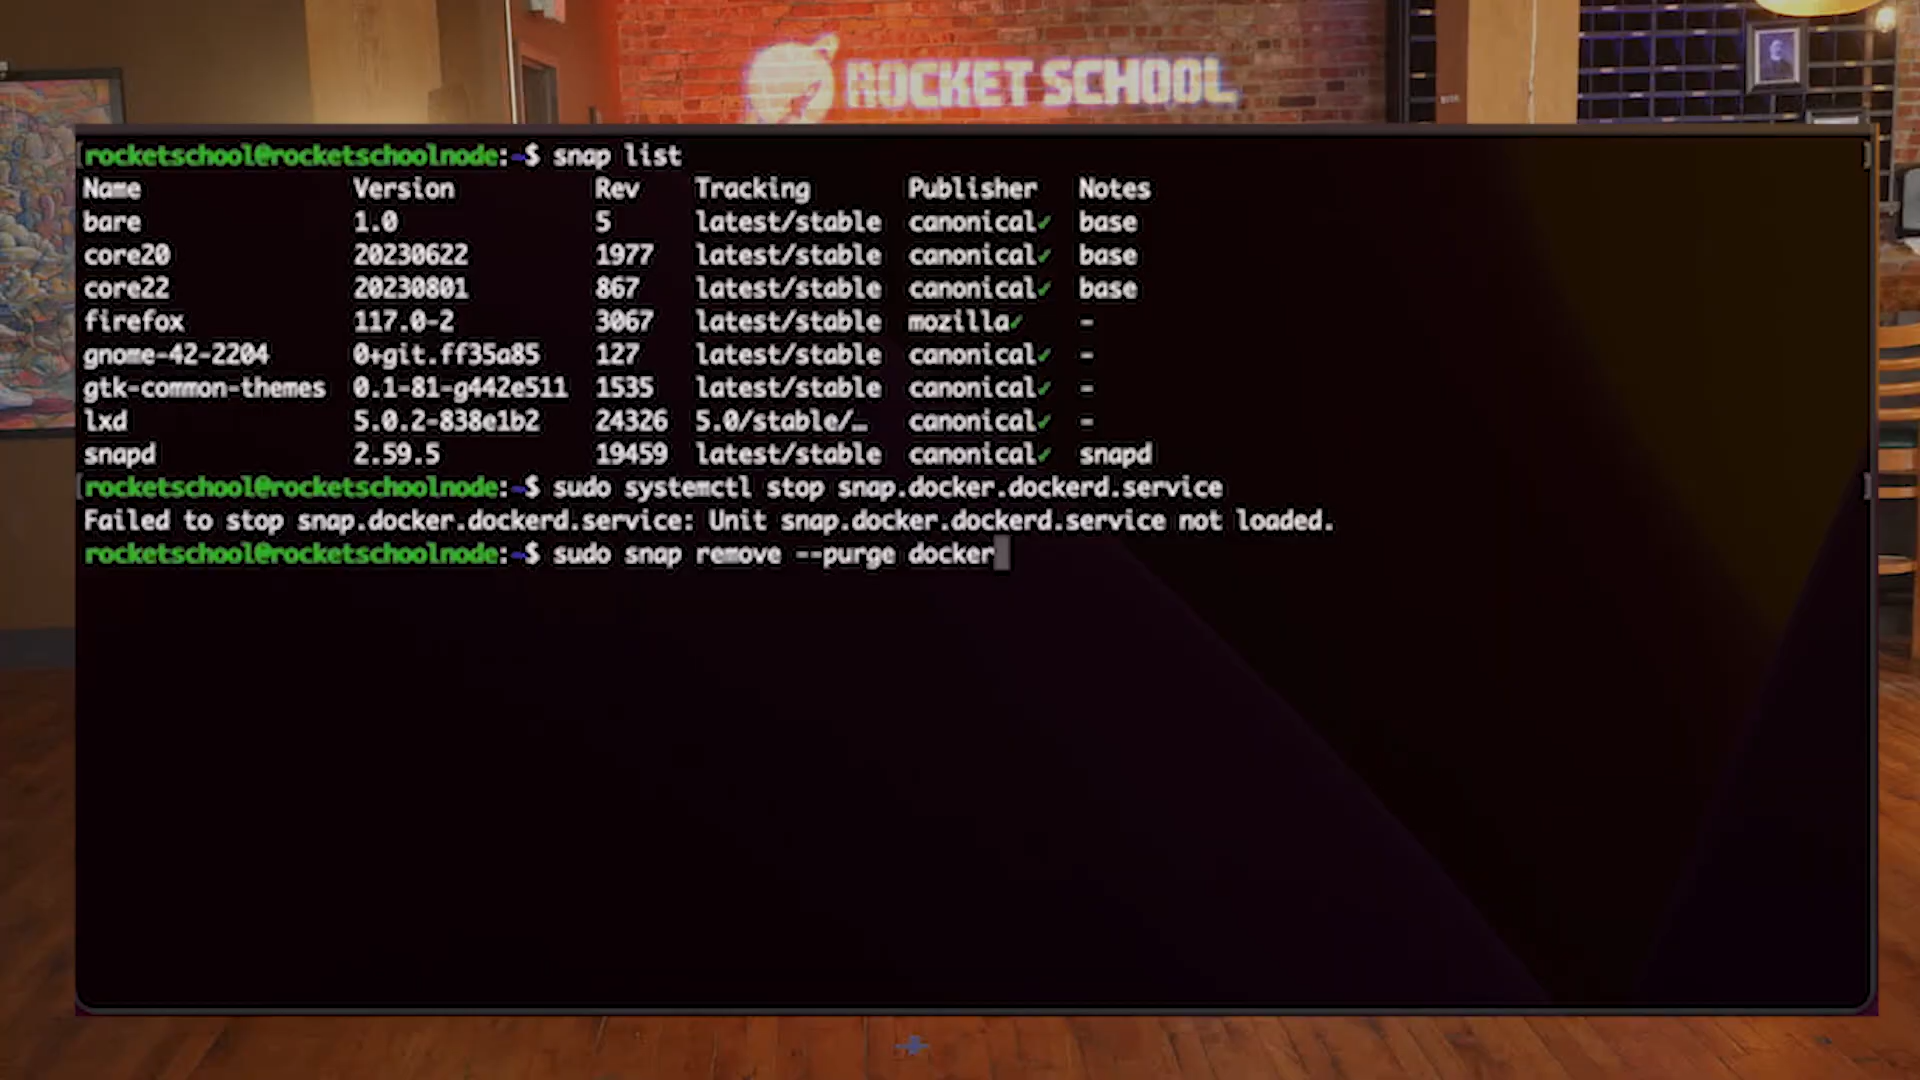 ROCKET SCHOOL
rocketschool@rocketschoolnode:~$ snap list
Name Version Rev Tracking Publisher Notes
bare 1.0 5 latest/stable canonical✓ base
core20 20230622 1977 latest/stable canonical✓ base
core22 20230801 867 latest/stable canonical✓ base
firefox 117.0-2 3067 latest/stable mozilla✓ -
gnome-42-2204 0+git.ff35a85 127 latest/stable canonical✓ -
gtk-common-themes 0.1-81-g442e511 1535 latest/stable canonical✓ -
lxd 5.0.2-838e1b2 24326 5.0/stable/… canonical✓ -
snapd 2.59.5 19459 latest/stable canonical✓ snapd
rocketschool@rocketschoolnode:~$ sudo systemctl stop snap.docker.dockerd.service
Failed to stop snap.docker.dockerd.service: Unit snap.docker.dockerd.service not loaded.
rocketschool@rocketschoolnode:~$ sudo snap remove --purge docker